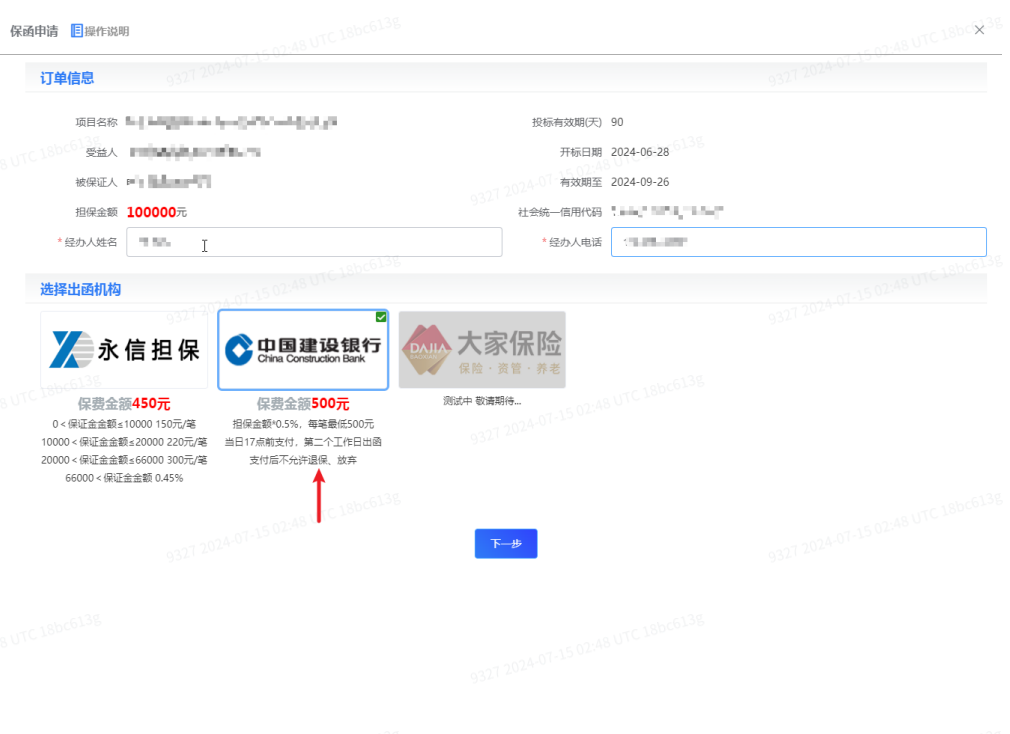 保函申请 操作说明
订单信息
项目名称
投标有效期(天) 90
受益人
开标日期 2024-06-28
被保证人
有效期至 2024-09-26
担保金额 100000元
社会统一信用代码
* 经办人姓名
* 经办人电话
选择出函机构
永信担保
中国建设银行
China Construction Bank
DAJIA
大家保险
保险·资管·养老
保费金额450元
0<保证金金额≤10000 150元/笔
10000<保证金金额≤20000 220元/笔
20000<保证金金额≤66000 300元/笔
66000<保证金金额 0.45%
保费金额500元
担保金额*0.5%，每笔最低500元
当日17点前支付，第二个工作日出函
支付后不允许退保、放弃
测试中 敬请期待...
下一步
9327 2024-07-15 02:48 UTC 18bc613g